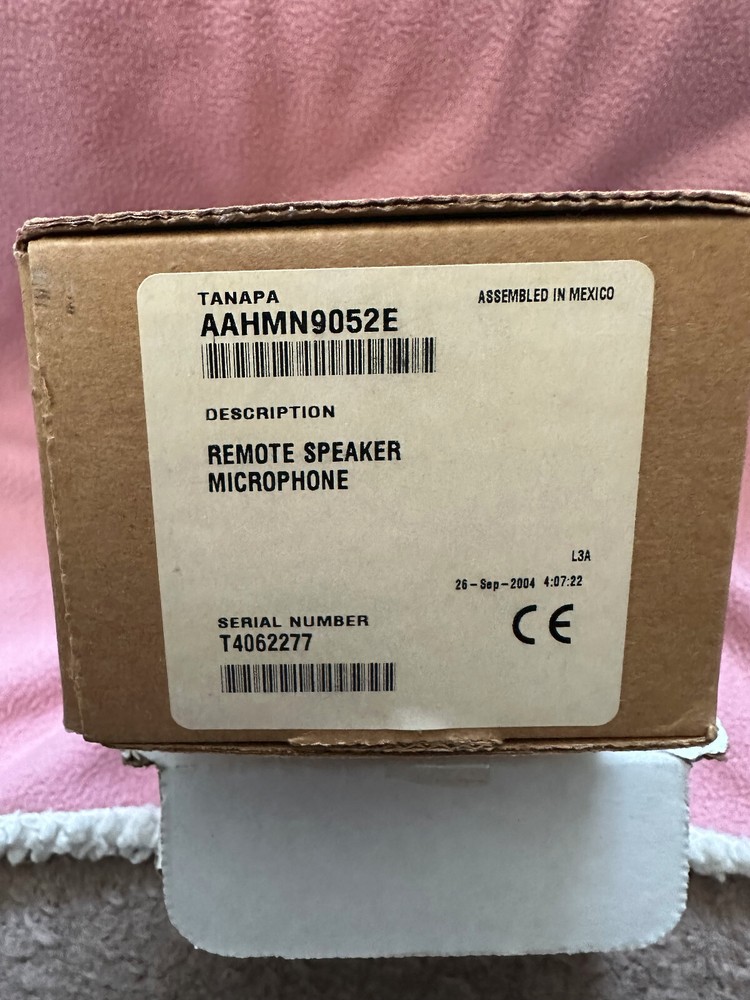 TANAPA
ASSEMBLED IN MEXICO
AAHMN9052E
DESCRIPTION
REMOTE SPEAKER
MICROPHONE
L3A
26-Sep-2004 4:07:22
CE
SERIAL NUMBER
T4062277